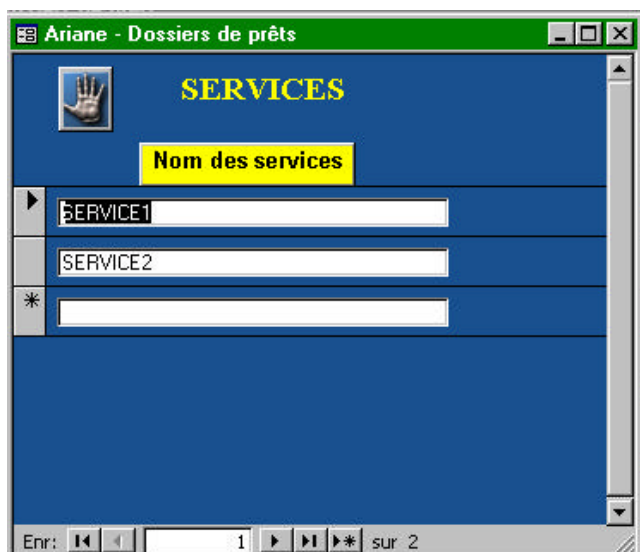 Ariane - Dossiers de prêts
SERVICES
Nom des services
SERVICE1
SERVICE2
Enr: 1 sur 2